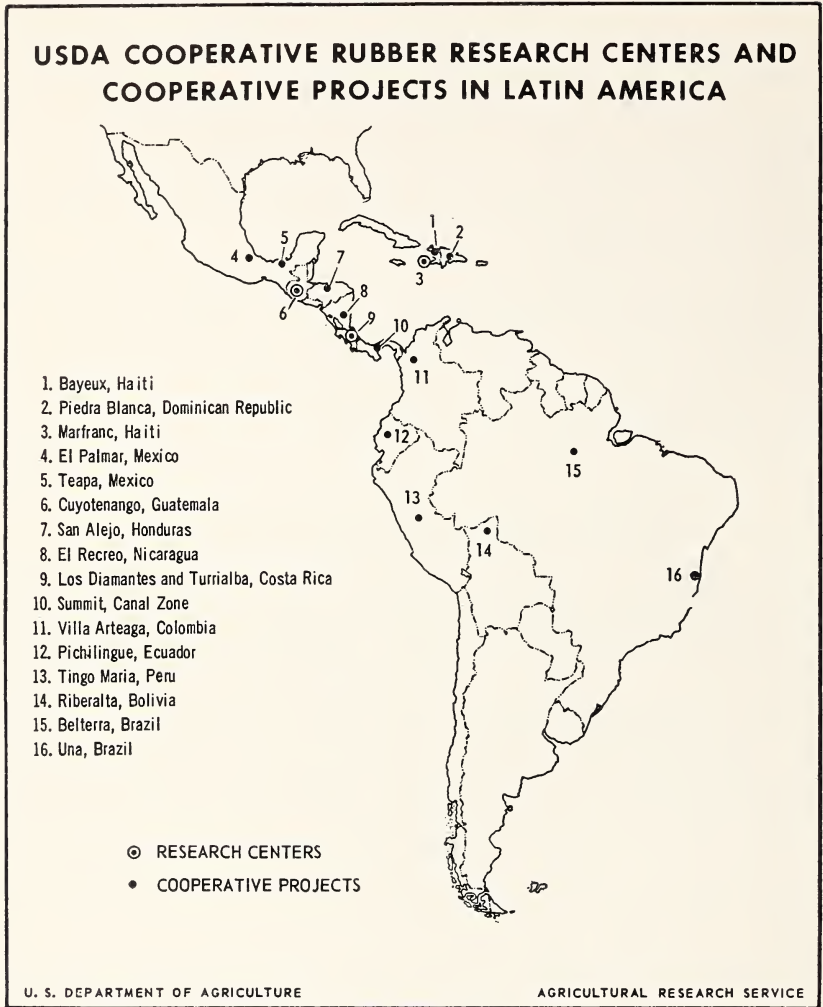 USDA COOPERATIVE RUBBER RESEARCH CENTERS AND
COOPERATIVE PROJECTS IN LATIN AMERICA
1
2
3
4
5
6
7
8
9
10
11
12
13
14
15
16
1. Bayeux, Haiti
2. Piedra Blanca, Dominican Republic
3. Marfranc, Haiti
4. El Palmar, Mexico
5. Teapa, Mexico
6. Cuyotenango, Guatemala
7. San Alejo, Honduras
8. El Recreo, Nicaragua
9. Los Diamantes and Turrialba, Costa Rica
10. Summit, Canal Zone
11. Villa Arteaga, Colombia
12. Pichilingue, Ecuador
13. Tingo Maria, Peru
14. Riberalta, Bolivia
15. Belterra, Brazil
16. Una, Brazil
RESEARCH CENTERS
COOPERATIVE PROJECTS
U. S. DEPARTMENT OF AGRICULTURE
AGRICULTURAL RESEARCH SERVICE